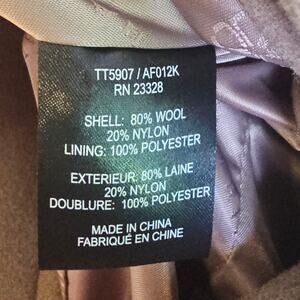 TT5907 / AF012K
RN 23328
SHELL: 80% WOOL
20% NYLON
LINING: 100% POLYESTER
EXTERIEUR: 80% LAINE
20% NYLON
DOUBLURE: 100% POLYESTER
MADE IN CHINA
FABRIQUÉ EN CHINE